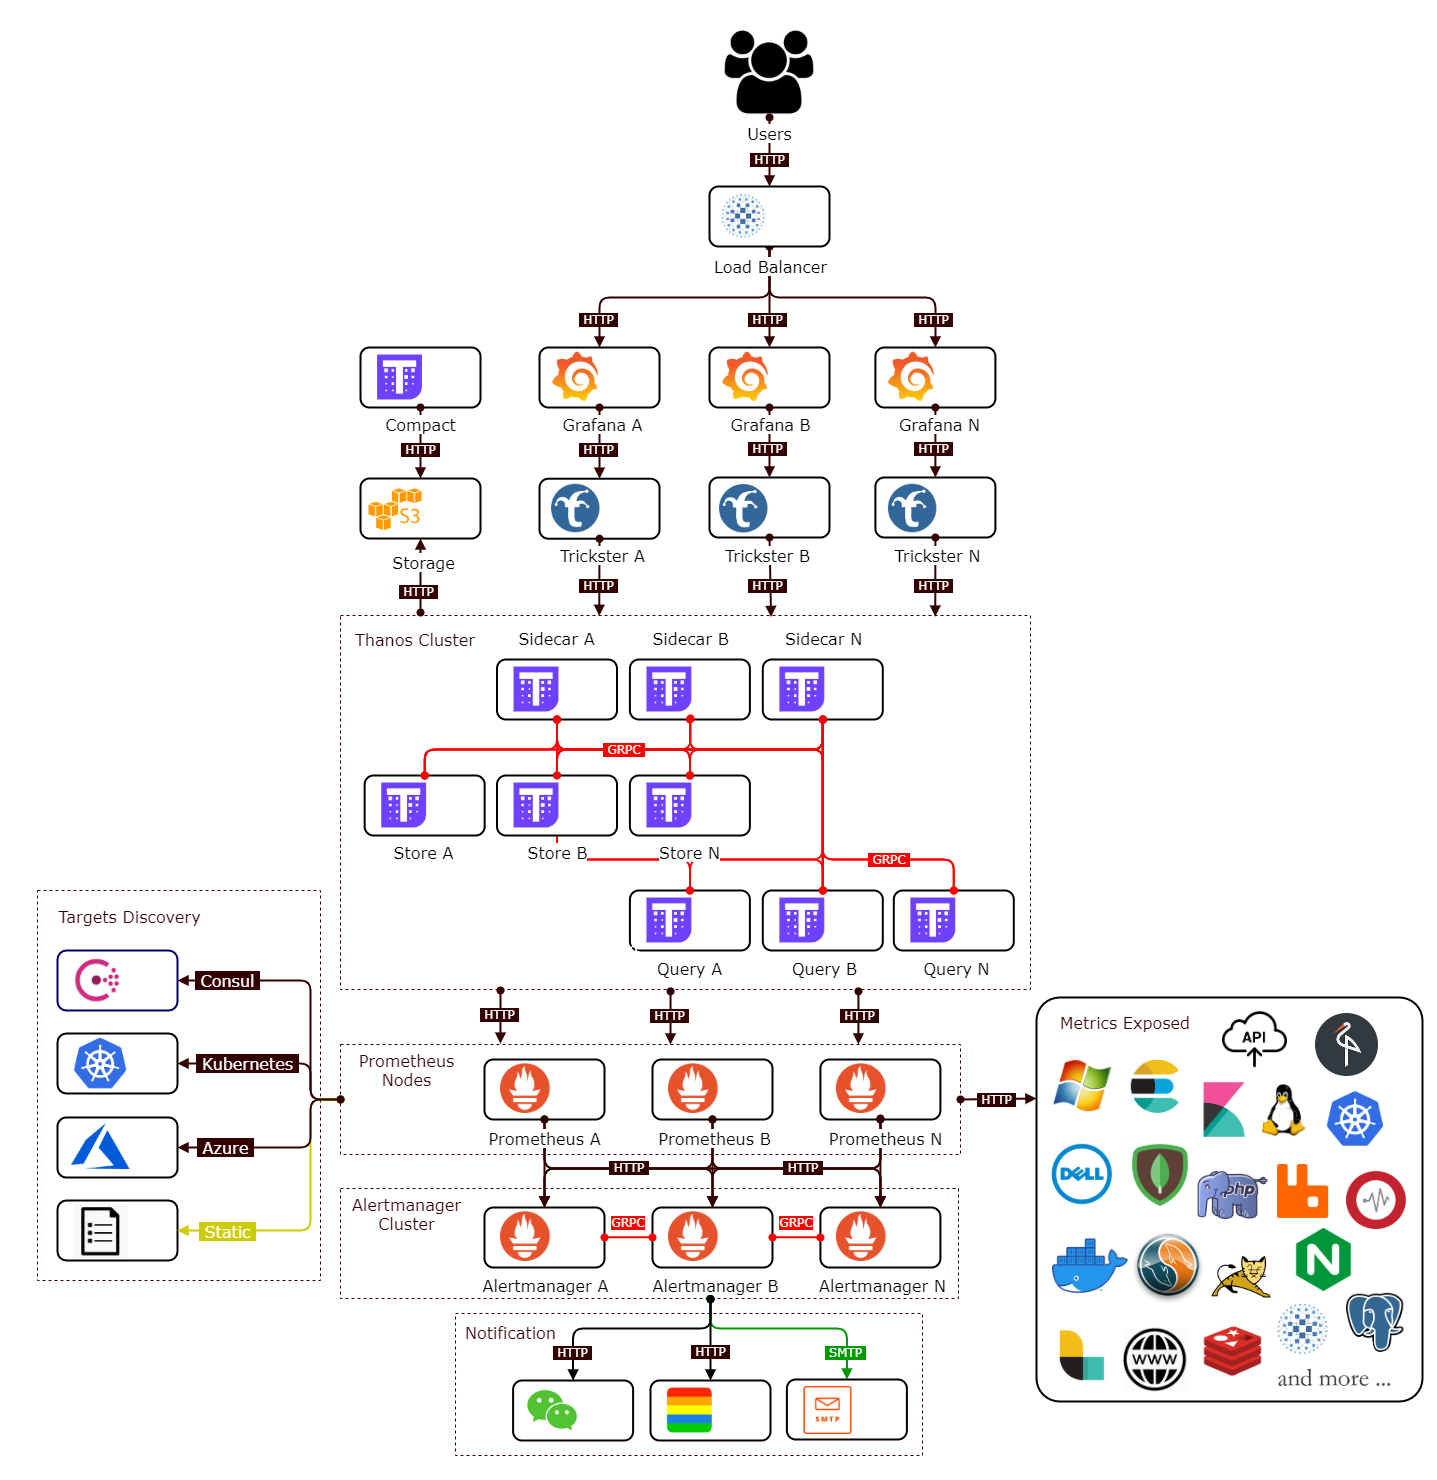 Users
HTTP
Load Balancer
HTTP
HTTP
HTTP
Compact
Grafana A
Grafana B
Grafana N
HTTP
HTTP
HTTP
HTTP
S3
Storage
Trickster A
Trickster B
Trickster N
HTTP
HTTP
HTTP
HTTP
Thanos Cluster
Sidecar A
Sidecar B
Sidecar N
GRPC
Store A
Store B
Store N
GRPC
Query A
Query B
Query N
Targets Discovery
Consul
Kubernetes
Azure
Static
HTTP
HTTP
HTTP
Prometheus
Nodes
Prometheus A
Prometheus B
Prometheus N
HTTP
HTTP
HTTP
Alertmanager
Cluster
GRPC
GRPC
Alertmanager A
Alertmanager B
Alertmanager N
Notification
HTTP
HTTP
SMTP
SMTP
Metrics Exposed
API
DELL
php
N
WWW
and more ...